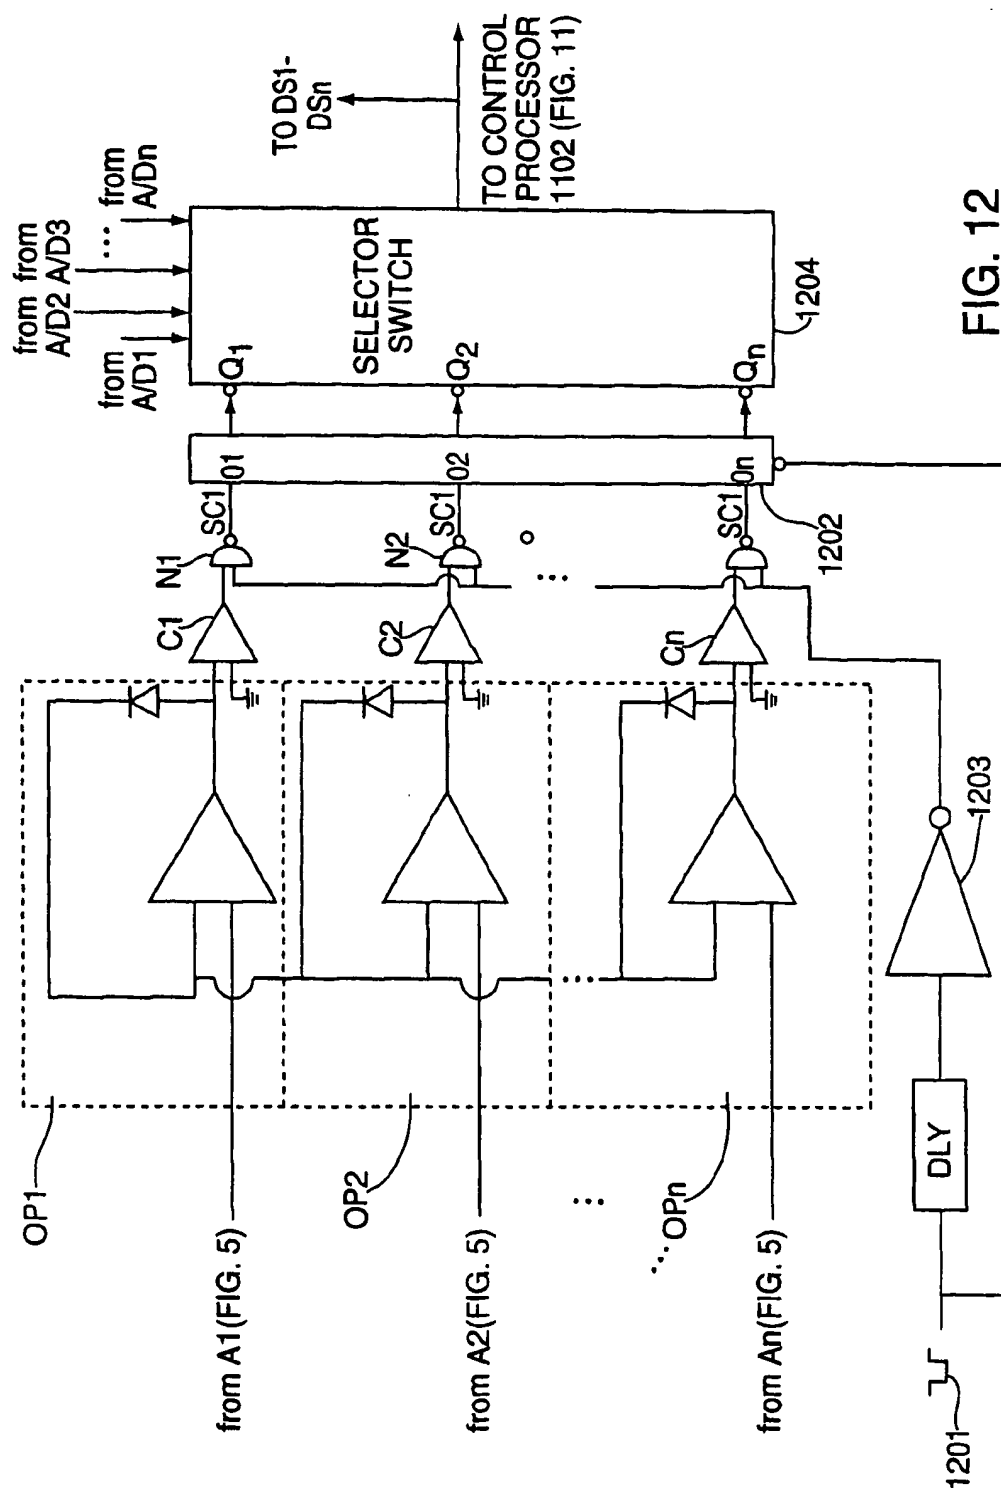 TO DS1-
DSn
TO CONTROL
PROCESSOR
1102 (FIG. 11)
from
A/D1
from
A/D2
from
A/D3
...
from
A/Dn
SELECTOR
SWITCH
1204
Q1
Q2
Qn
SC1
01
SC1
02
SC1
0n
1202
N1
N2
...
C1
C2
Cn
OP1
OP2
...
OPn
...
...
from A1(FIG. 5)
from A2(FIG. 5)
from An(FIG. 5)
1201
DLY
1203
FIG. 12